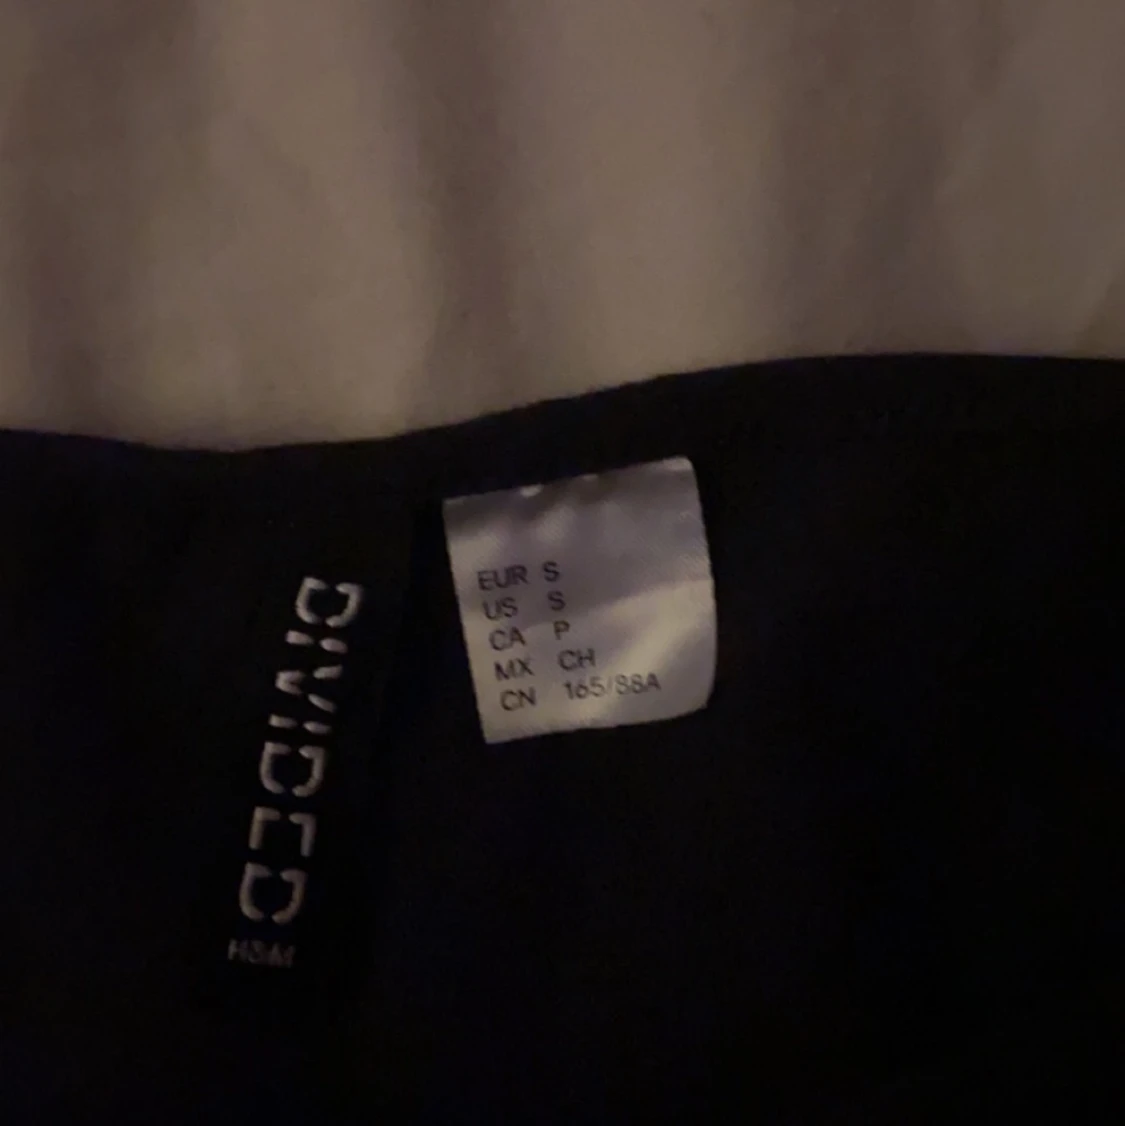 DIVIDED
H&M
EUR S
US S
CA P
MX CH
CN 165/88A